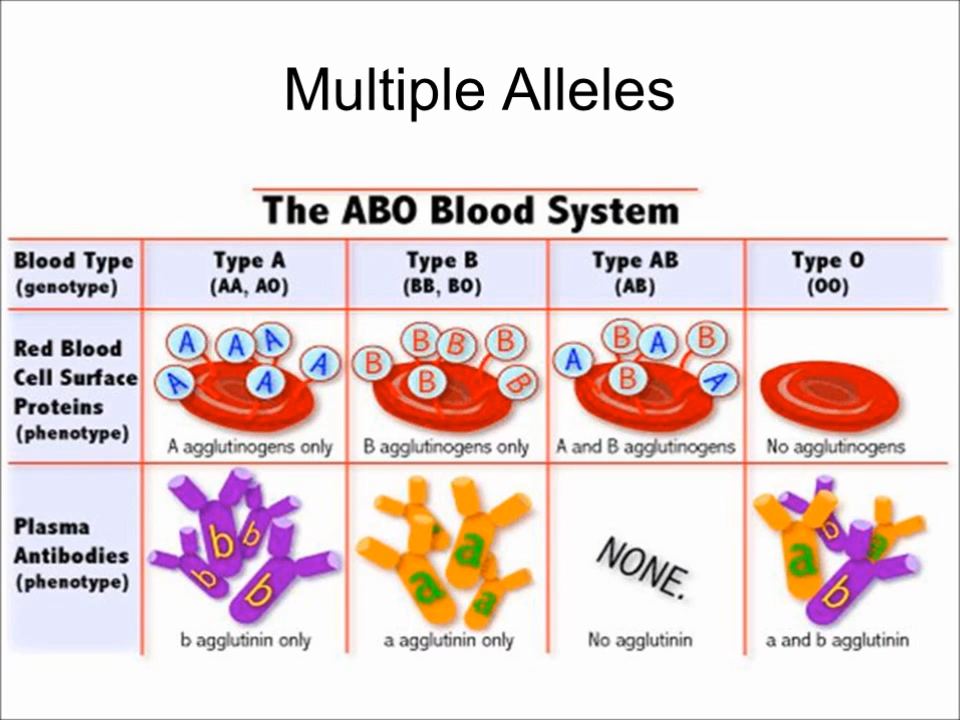 Multiple Alleles
The ABO Blood System
Blood Type
(genotype)
Type A
(AA, AO)
Type B
(BB, BO)
Type AB
(AB)
Type O
(OO)
Red Blood
Cell Surface
Proteins
(phenotype)
A A A A A A
A agglutinogens only
B B B B B B
B agglutinogens only
A B A B B A
A and B agglutinogens
No agglutinogens
Plasma
Antibodies
(phenotype)
b b b b
b agglutinin only
a a a
a agglutinin only
NONE.
No agglutinin
a b a b
a and b agglutinin